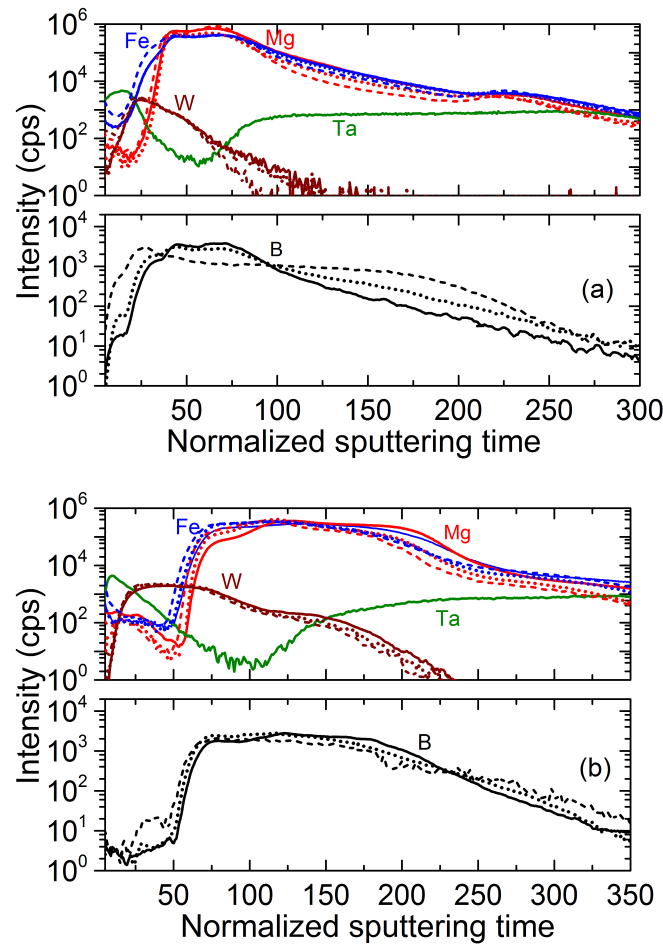 10^6
10^4
10^2
10^0
Fe
Mg
W
Ta
Intensity (cps)
10^4
10^3
10^2
10^1
10^0
B
(a)
50 100 150 200 250 300
Normalized sputtering time
10^6
10^4
10^2
10^0
Fe
Mg
W
Ta
Intensity (cps)
10^4
10^3
10^2
10^1
10^0
B
(b)
50 100 150 200 250 300 350
Normalized sputtering time